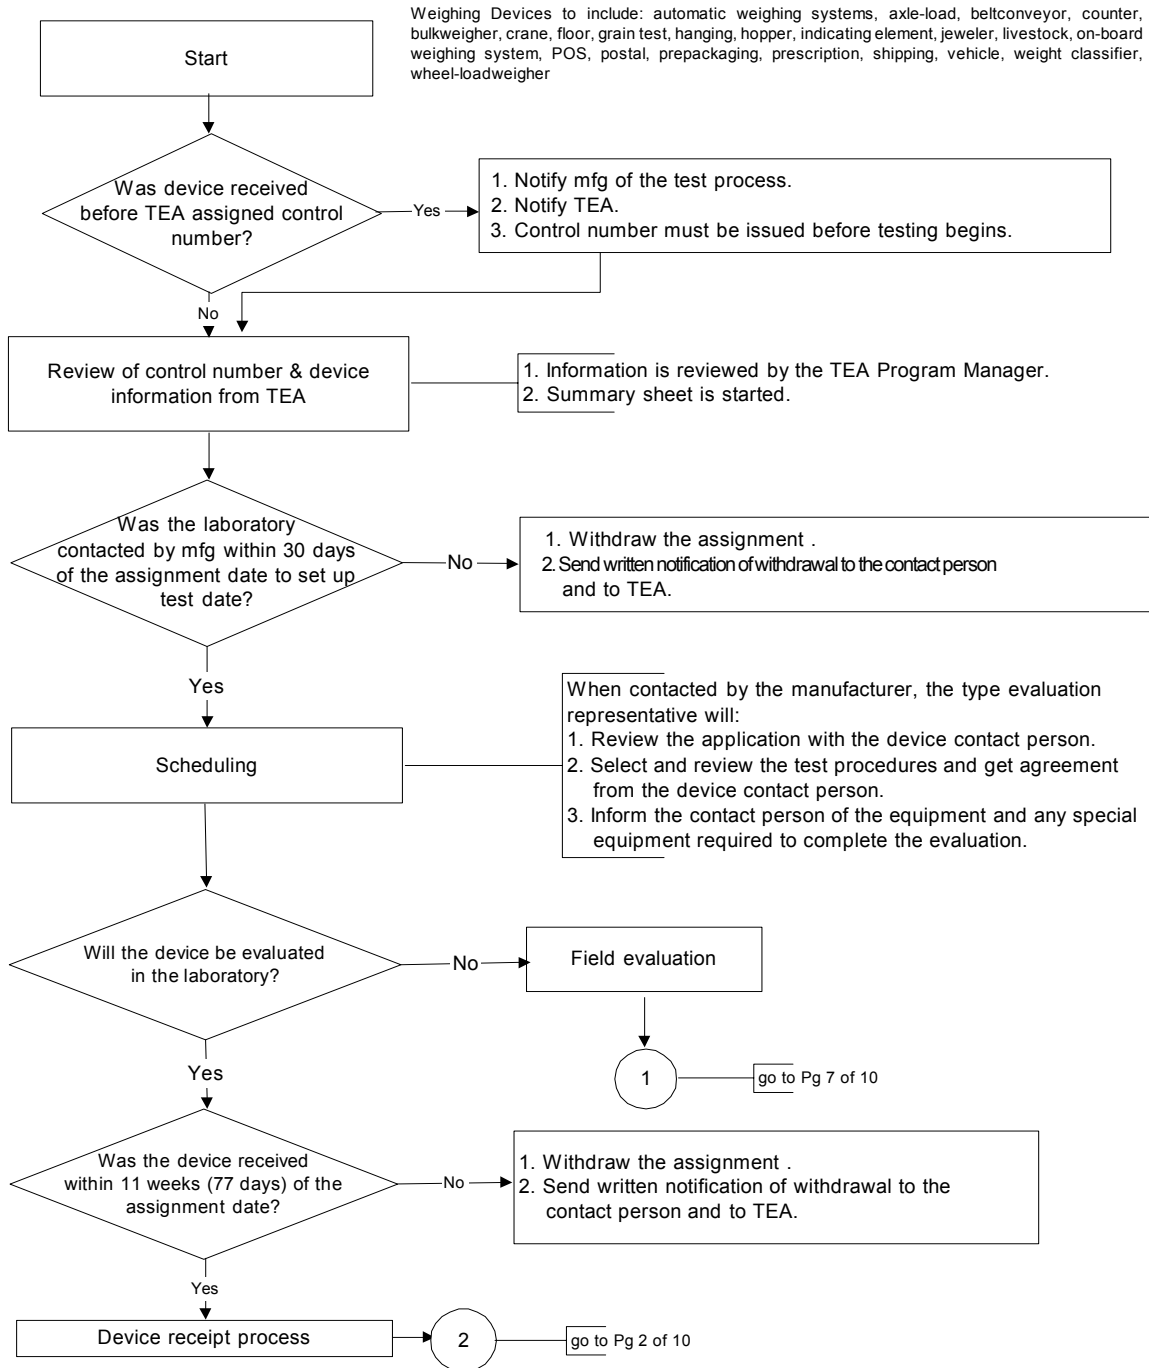 Weighing Devices to include: automatic weighing systems, axle-load, beltconveyor, counter,
bulkweigher, crane, floor, grain test, hanging, hopper, indicating element, jeweler, livestock, on-board
weighing system, POS, postal, prepackaging, prescription, shipping, vehicle, weight classifier,
wheel-loadweigher
Start
Was device received
before TEA assigned control
number?
Yes
1. Notify mfg of the test process.
2. Notify TEA.
3. Control number must be issued before testing begins.
No
Review of control number & device
information from TEA
1. Information is reviewed by the TEA Program Manager.
2. Summary sheet is started.
Was the laboratory
contacted by mfg within 30 days
of the assignment date to set up
test date?
No
1. Withdraw the assignment .
2. Send written notification of withdrawal to the contact person
and to TEA.
Yes
Scheduling
When contacted by the manufacturer, the type evaluation
representative will:
1. Review the application with the device contact person.
2. Select and review the test procedures and get agreement
from the device contact person.
3. Inform the contact person of the equipment and any special
equipment required to complete the evaluation.
Will the device be evaluated
in the laboratory?
No
Field evaluation
1
go to Pg 7 of 10
Yes
Was the device received
within 11 weeks (77 days) of the
assignment date?
No
1. Withdraw the assignment .
2. Send written notification of withdrawal to the
contact person and to TEA.
Yes
Device receipt process
2
go to Pg 2 of 10